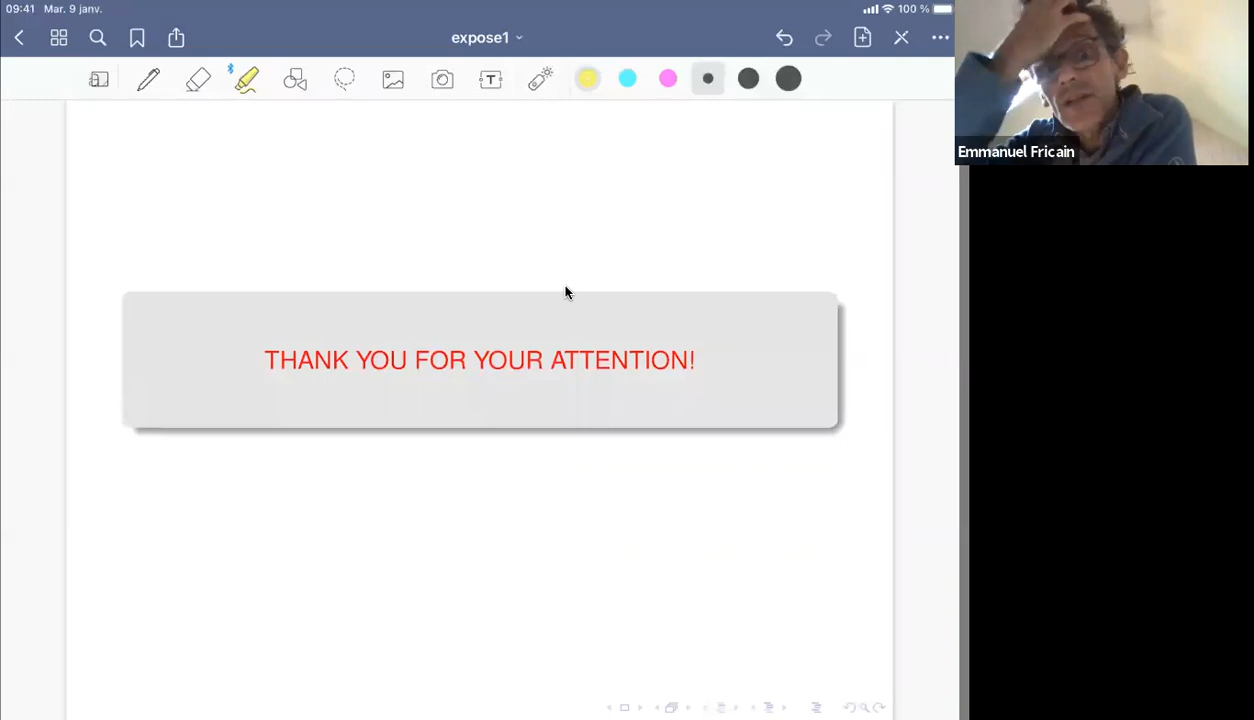 09:41 Mar. 9 janv.
100 %
expose1
T
Emmanuel Fricain
THANK YOU FOR YOUR ATTENTION!